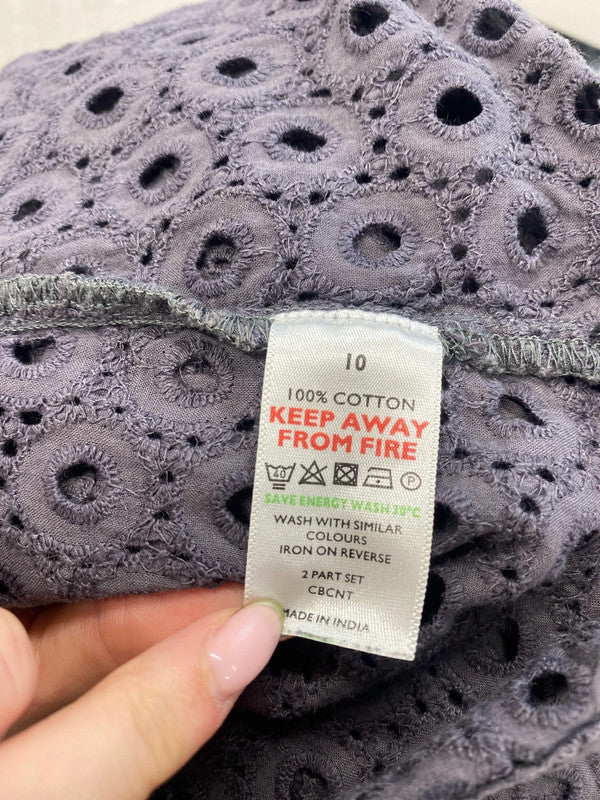 10
100% COTTON
KEEP AWAY
FROM FIRE
P
SAVE ENERGY WASH 30°C
WASH WITH SIMILAR
COLOURS
IRON ON REVERSE
2 PART SET
CBCNT
MADE IN INDIA